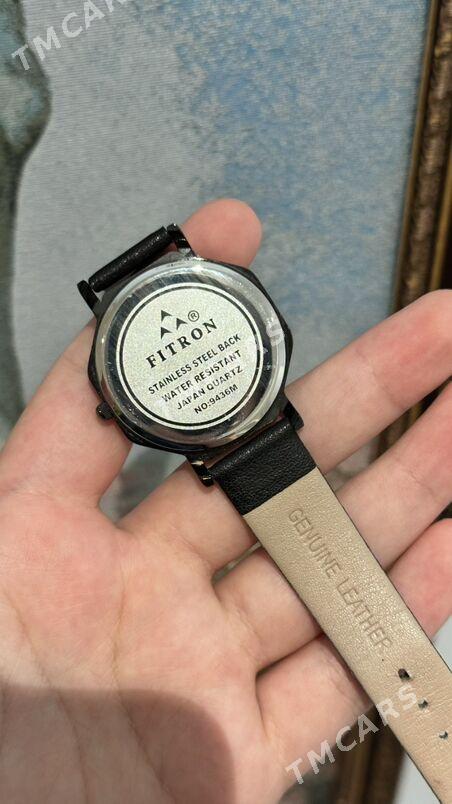 TMCARS
®
FITRON
STAINLESS STEEL BACK
WATER RESISTANT
JAPAN QUARTZ
NO:9436M
GENUINE LEATHER
TMCARS